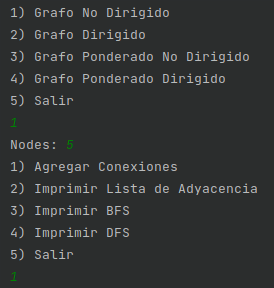 1) Grafo No Dirigido
2) Grafo Dirigido
3) Grafo Ponderado No Dirigido
4) Grafo Ponderado Dirigido
5) Salir
1
Nodes: 5
1) Agregar Conexiones
2) Imprimir Lista de Adyacencia
3) Imprimir BFS
4) Imprimir DFS
5) Salir
1